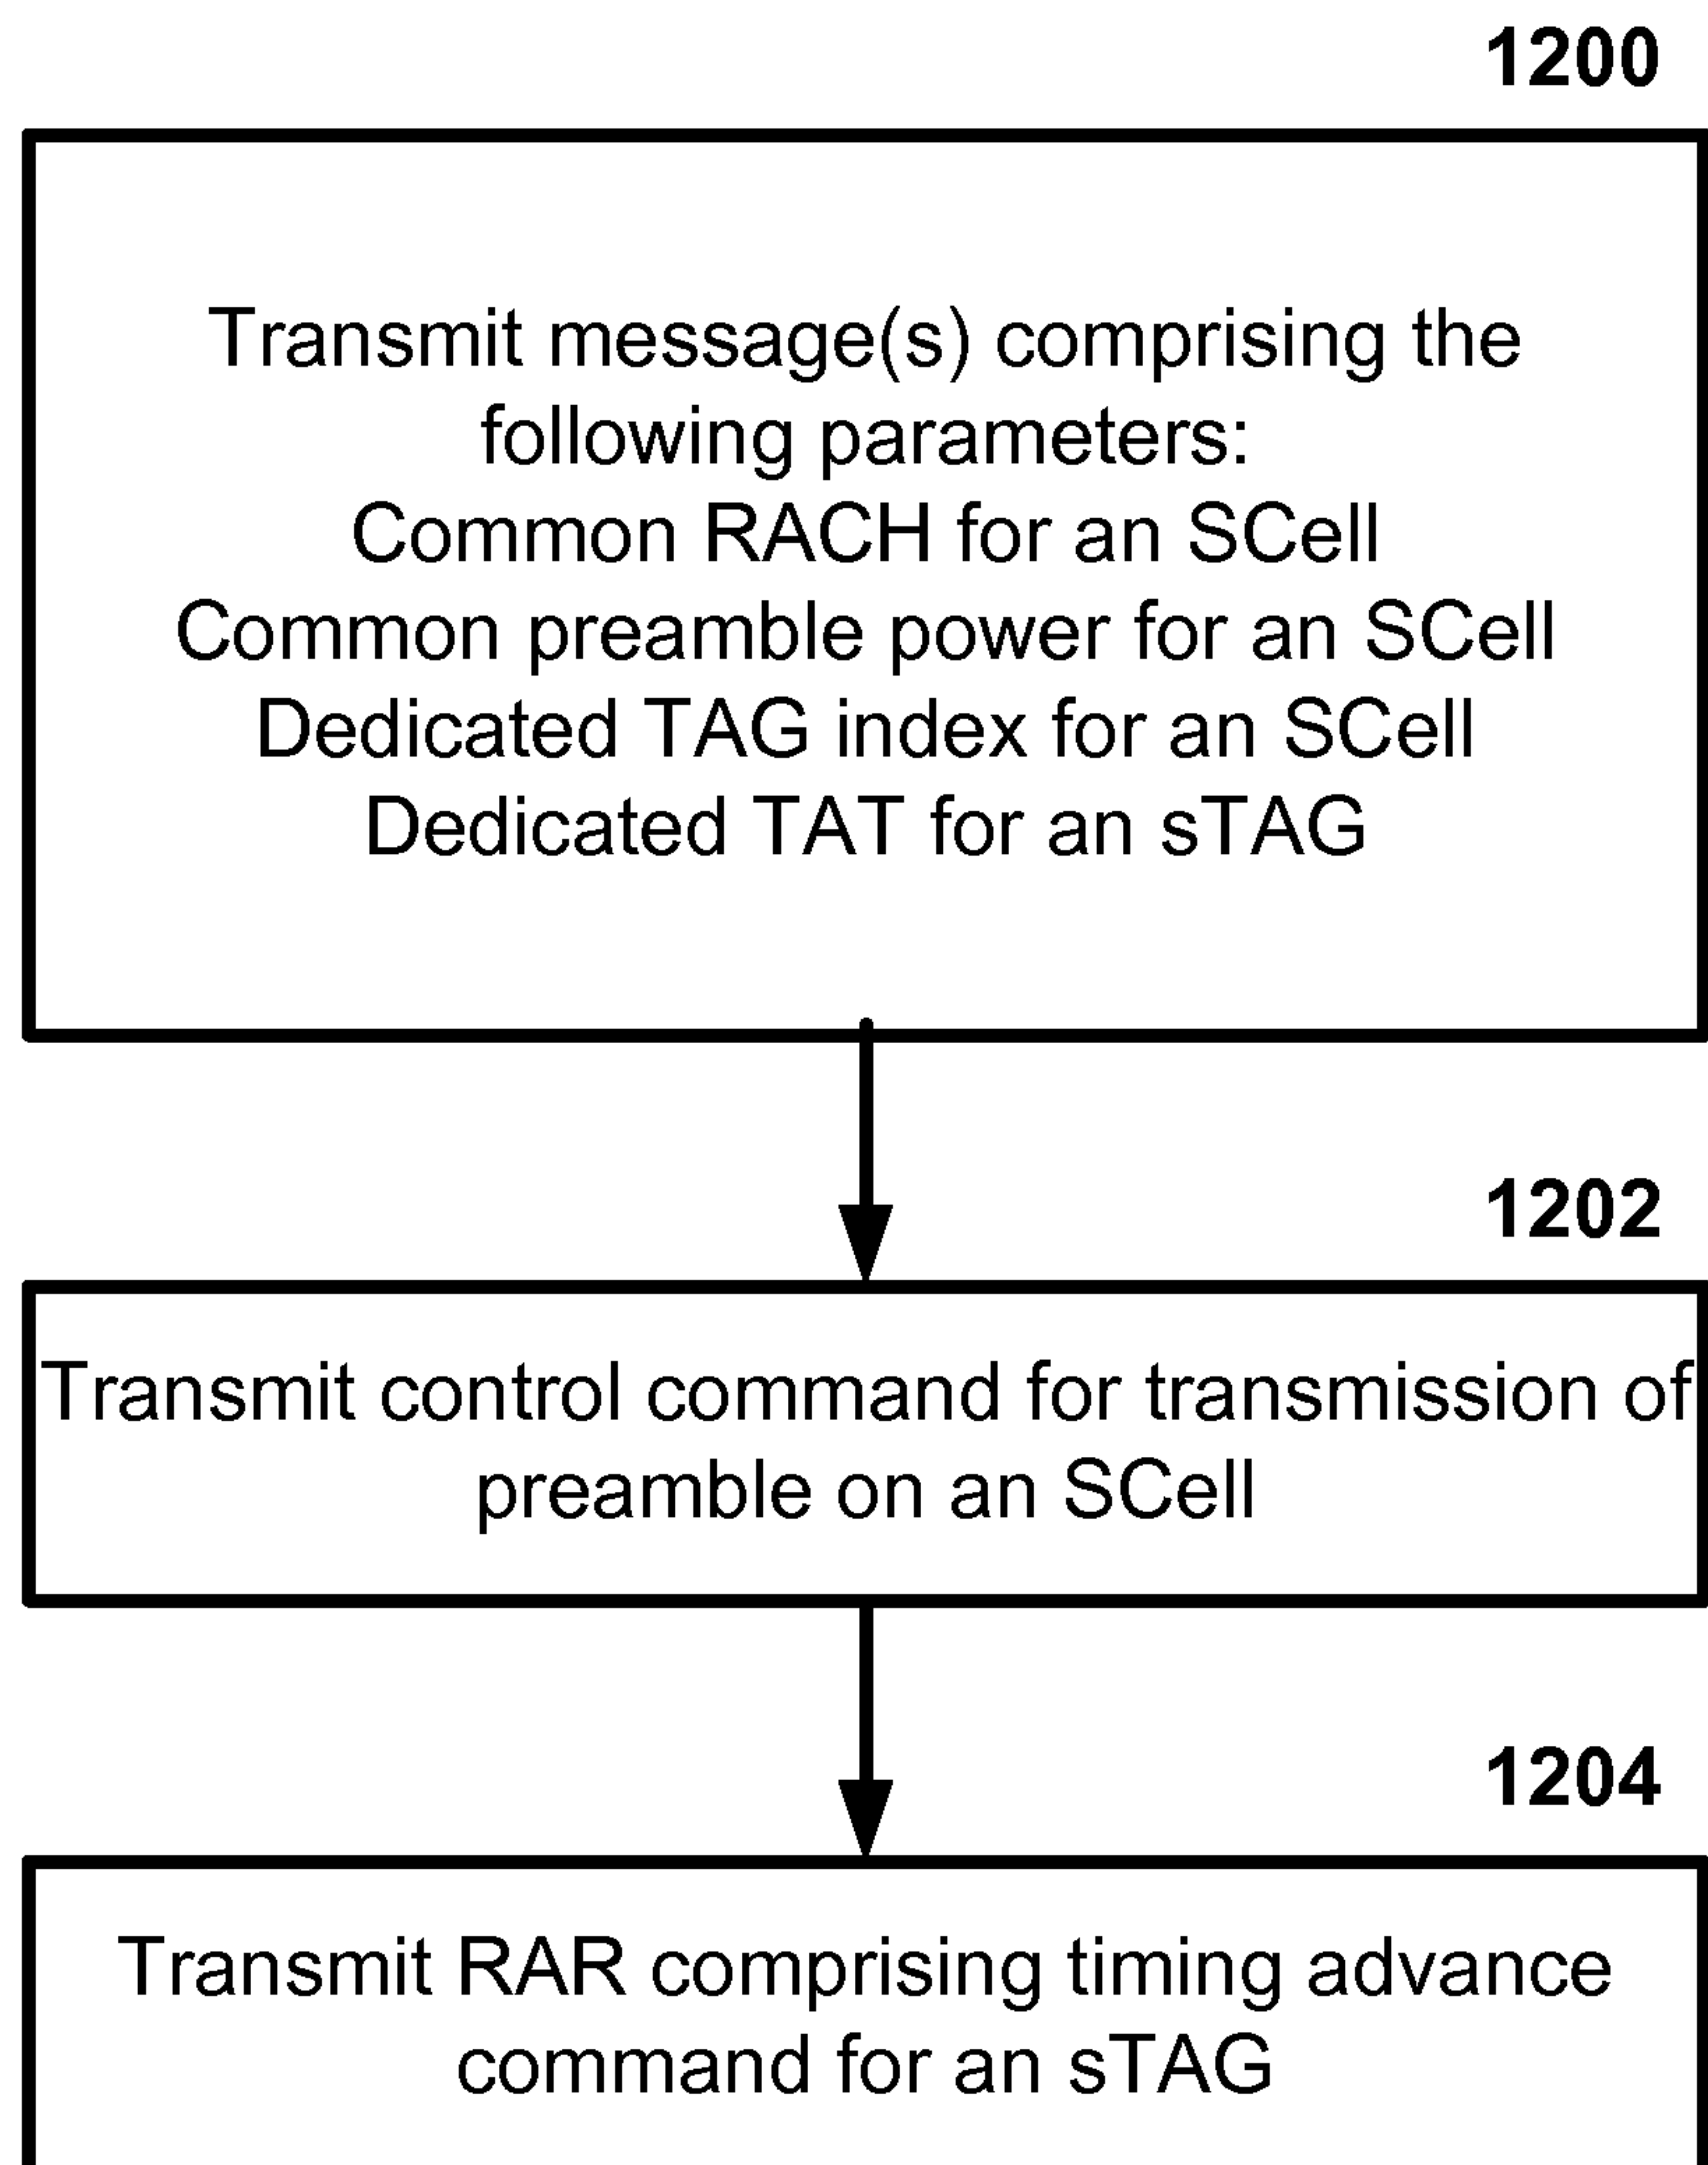 1200
Transmit message(s) comprising the
following parameters:
Common RACH for an SCell
Common preamble power for an SCell
Dedicated TAG index for an SCell
Dedicated TAT for an sTAG
1202
Transmit control command for transmission of
preamble on an SCell
1204
Transmit RAR comprising timing advance
command for an sTAG